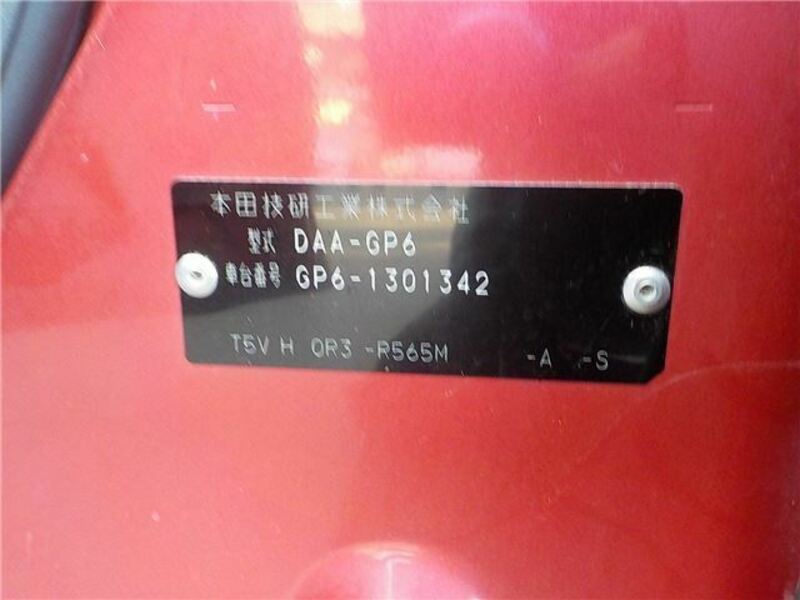 本田技研工業株式会社
型式 DAA-GP6
車台番号 GP6-1301342
T5V H 0R3 -R565M -A -S